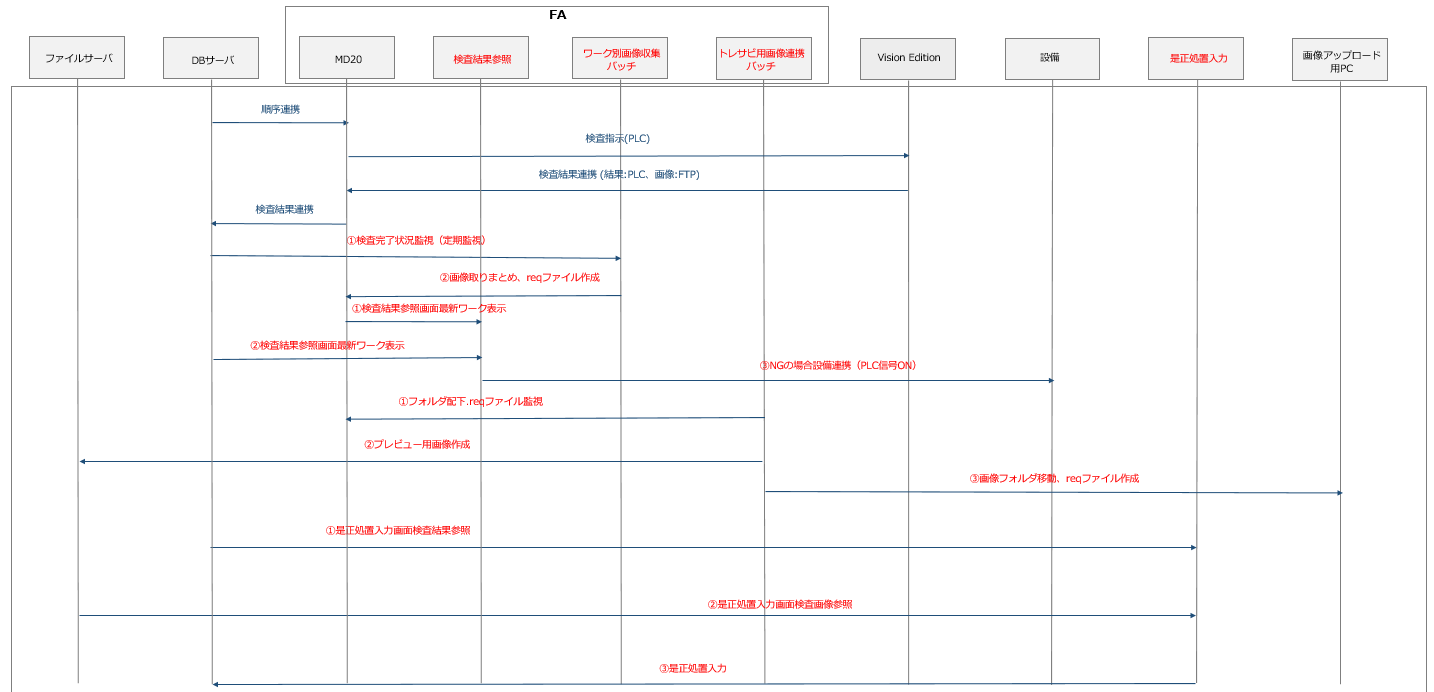 FA
ファイルサーバ
DBサーバ
MD20
検査結果参照
ワーク別画像収集
バッチ
トレサビ用画像連携
バッチ
Vision Edition
設備
是正処置入力
画像アップロード
用PC
順序連携
検査指示(PLC)
検査結果連携 (結果:PLC、画像:FTP)
検査結果連携
①検査完了状況監視（定期監視）
②画像取りまとめ、reqファイル作成
①検査結果参照画面最新ワーク表示
②検査結果参照画面最新ワーク表示
③NGの場合設備連携（PLC信号ON）
①フォルダ配下.reqファイル監視
②プレビュー用画像作成
③画像フォルダ移動、reqファイル作成
①是正処置入力画面検査結果参照
②是正処置入力画面検査画像参照
③是正処置入力